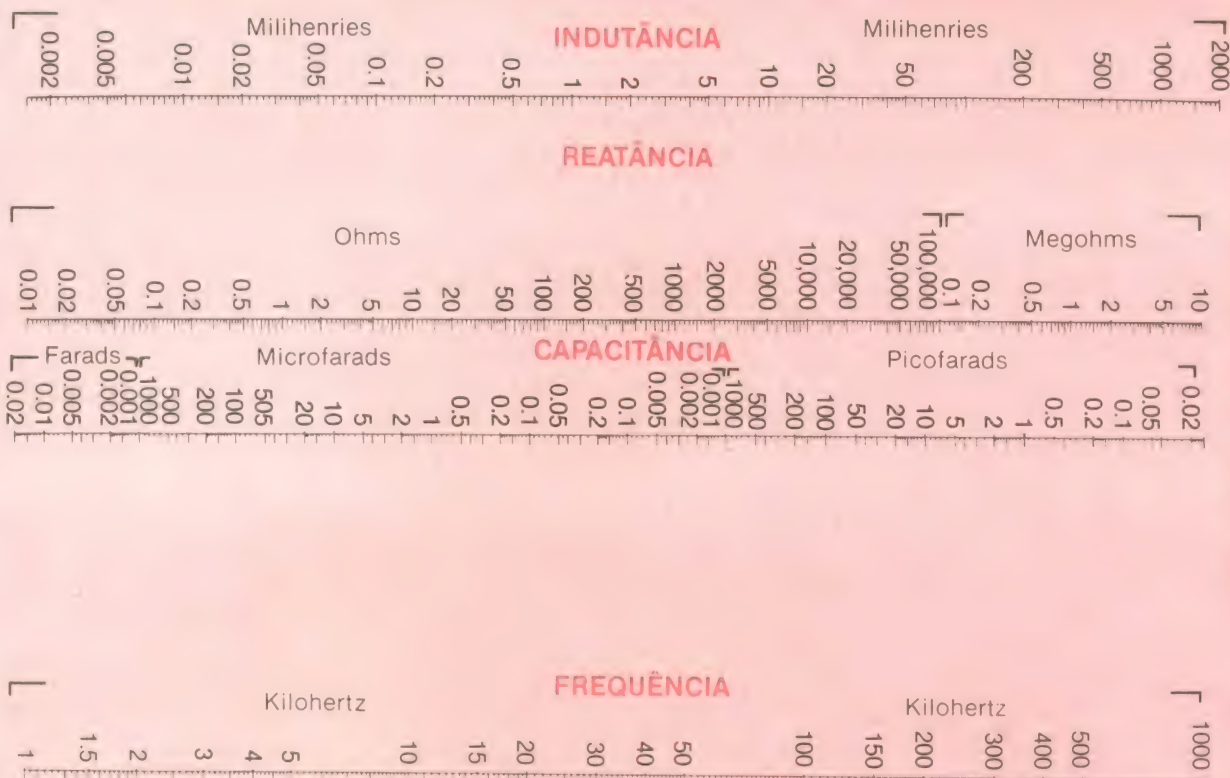 Milihenries INDUTÂNCIA Milihenries
0.002 0.005 0.01 0.02 0.05 0.1 0.2 0.5 1 2 5 10 20 50 200 500 1000 2000
REATÂNCIA
Ohms Megohms
0.01 0.02 0.05 0.1 0.2 0.5 1 2 5 10 20 50 100 200 500 1000 2000 5000 10,000 20,000 50,000 100,000 0.1 0.2 0.5 1 2 5 10
Farads Microfarads CAPACITÂNCIA Picofarads
0.02 0.01 0.005 0.002 0.001 1000 500 200 100 505 20 10 5 2 1 0.5 0.2 0.1 0.05 0.2 0.1 0.005 0.002 0.001 1000 500 200 100 50 20 10 5 2 1 0.5 0.2 0.1 0.05 0.02
Kilohertz FREQUÊNCIA Kilohertz
1 1.5 2 3 4 5 10 15 20 30 40 50 100 150 200 300 400 500 1000